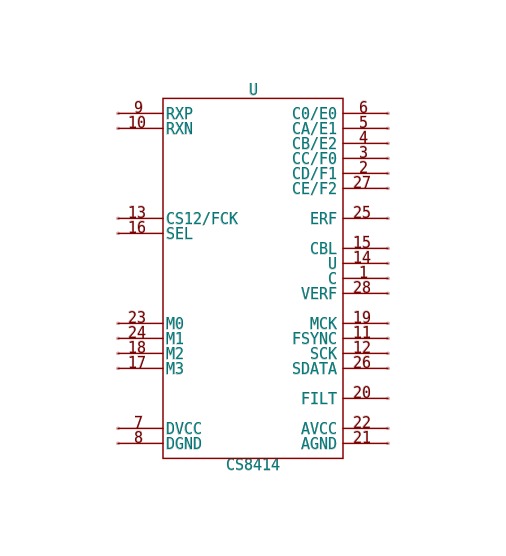 U
9 RXP C0/E0 6
10 RXN CA/E1 5
CB/E2 4
CC/F0 3
CD/F1 2
CE/F2 27
13 CS12/FCK ERF 25
16 SEL
CBL 15
U 14
C 1
VERF 28
23 M0 MCK 19
24 M1 FSYNC 11
18 M2 SCK 12
17 M3 SDATA 26
FILT 20
7 DVCC AVCC 22
8 DGND AGND 21
CS8414